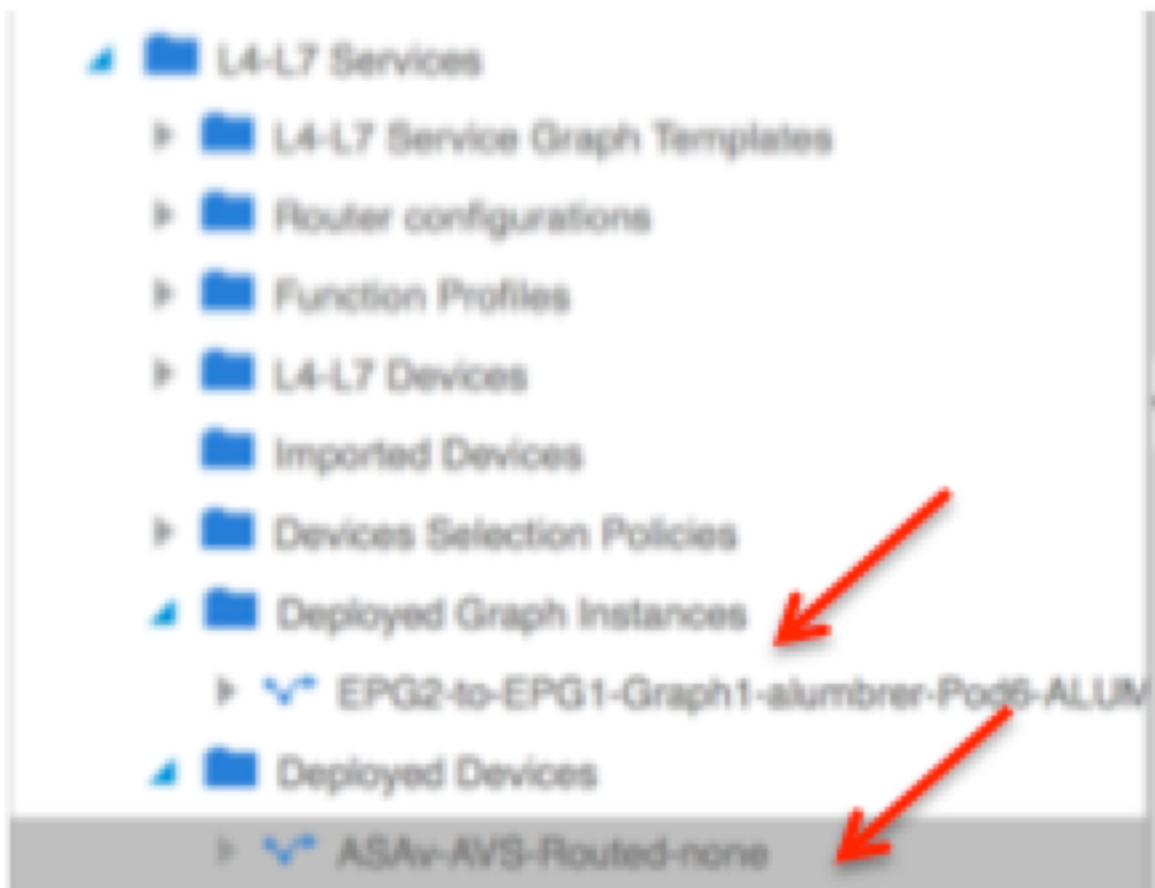 L4-L7 Services
L4-L7 Service Graph Templates
Router configurations
Function Profiles
L4-L7 Devices
Imported Devices
Devices Selection Policies
Deployed Graph Instances
EPG2-to-EPG1-Graph1-alumbrer-Pod6-ALUM
Deployed Devices
ASAv-AVS-Routed-none